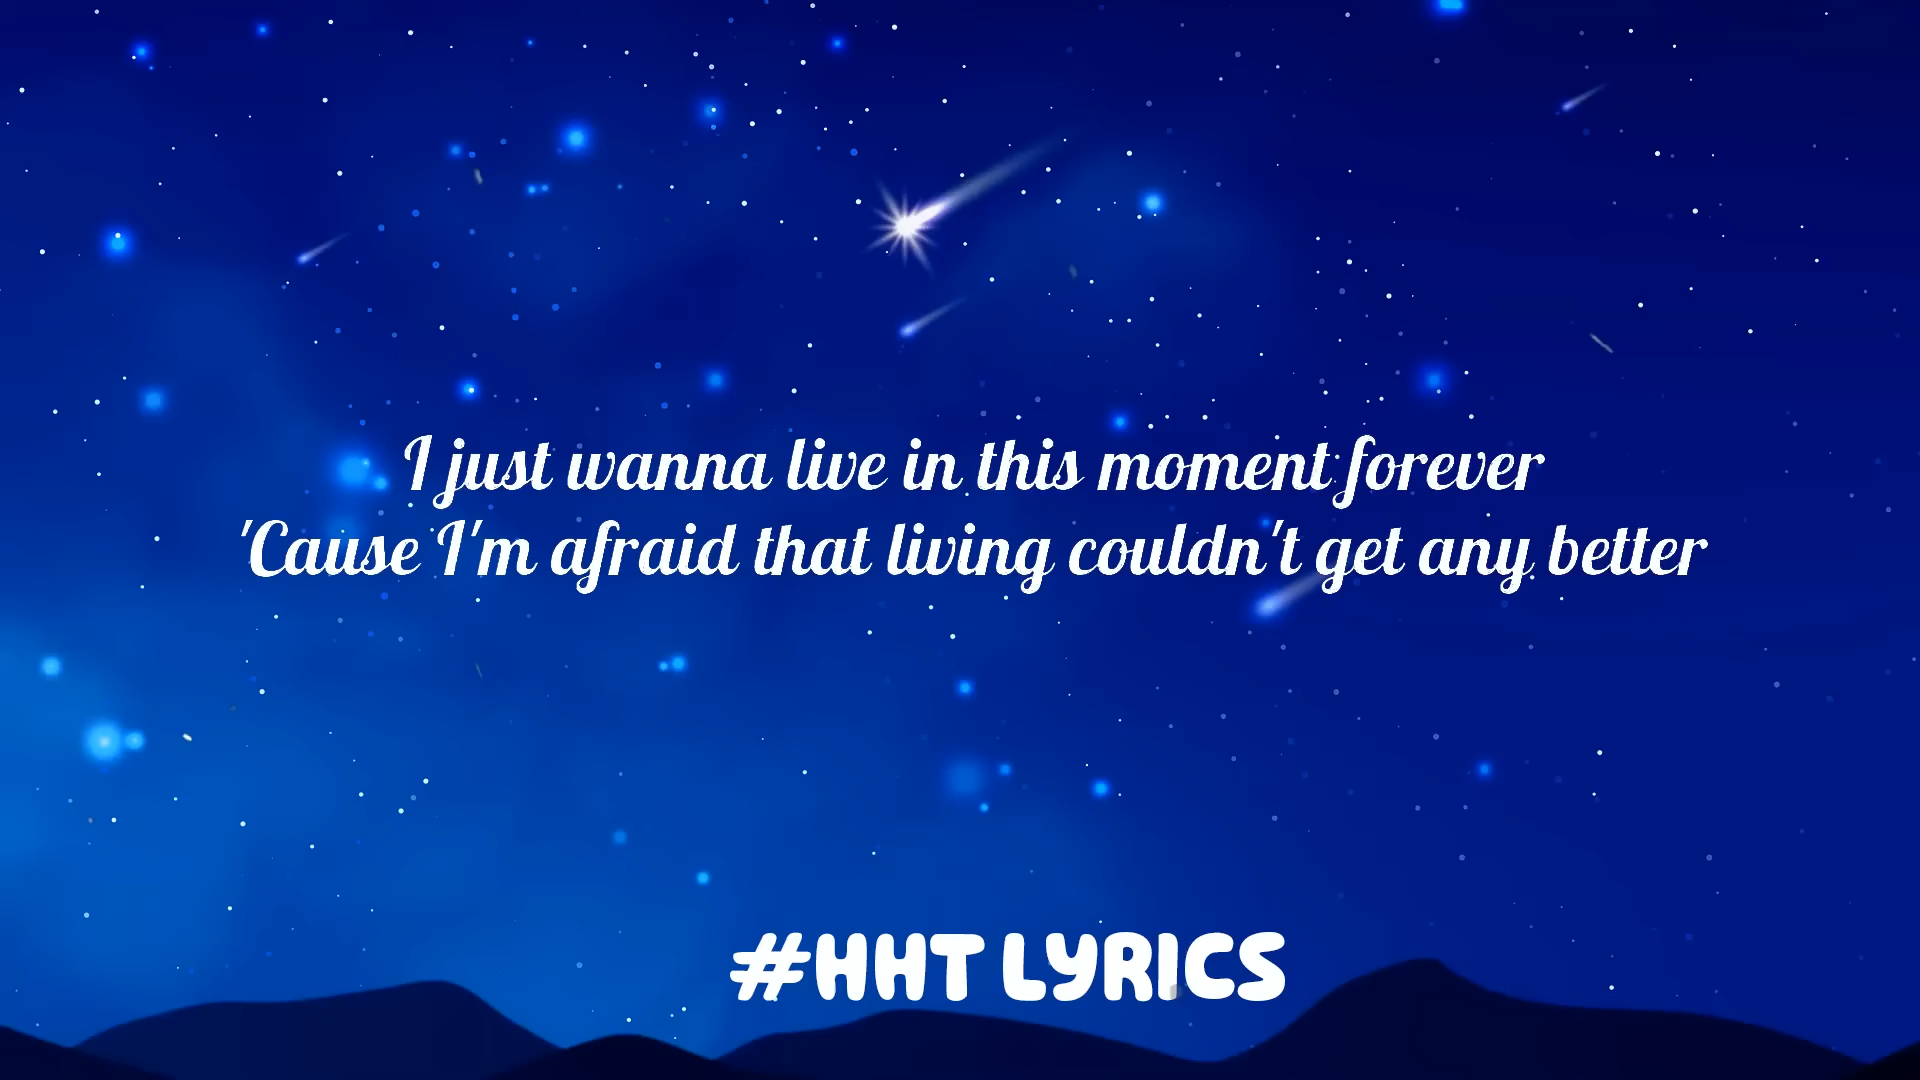 I just wanna live in this moment forever
'Cause I'm afraid that living couldn't get any better
#HHT LYRICS